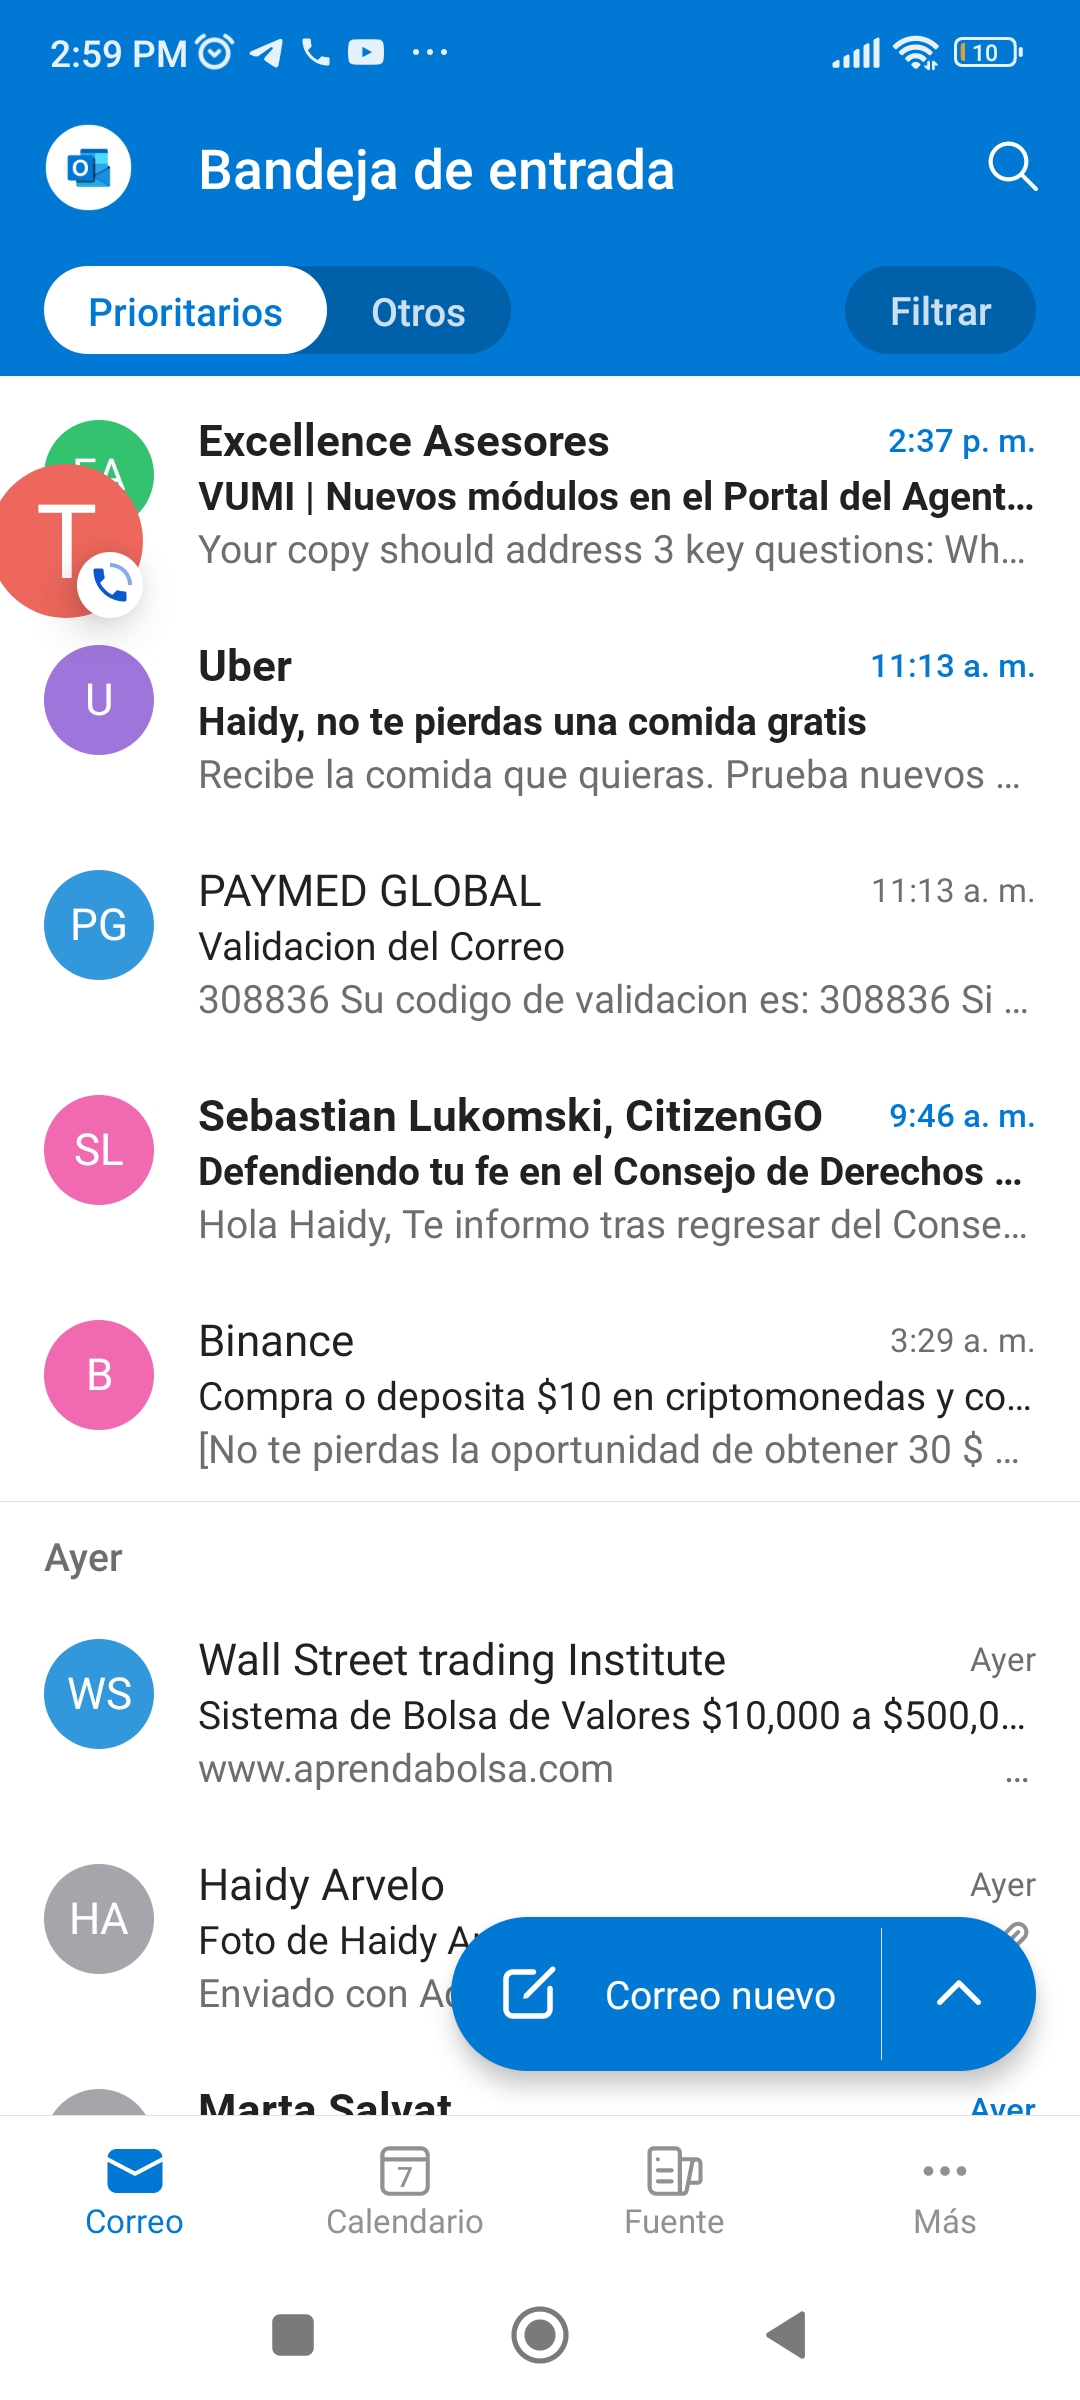 2:59 PM
10
Bandeja de entrada
Prioritarios
Otros
Filtrar
Excellence Asesores
2:37 p. m.
VUMI | Nuevos módulos en el Portal del Agent...
Your copy should address 3 key questions: Wh...
T
U
Uber
11:13 a. m.
Haidy, no te pierdas una comida gratis
Recibe la comida que quieras. Prueba nuevos ...
PG
PAYMED GLOBAL
11:13 a. m.
Validacion del Correo
308836 Su codigo de validacion es: 308836 Si ...
SL
Sebastian Lukomski, CitizenGO
9:46 a. m.
Defendiendo tu fe en el Consejo de Derechos ...
Hola Haidy, Te informo tras regresar del Conse...
B
Binance
3:29 a. m.
Compra o deposita $10 en criptomonedas y co...
[No te pierdas la oportunidad de obtener 30 $ ...
Ayer
WS
Wall Street trading Institute
Ayer
Sistema de Bolsa de Valores $10,000 a $500,0...
www.aprendabolsa.com ...
HA
Haidy Arvelo
Ayer
Foto de Haidy A
Enviado con A
Correo nuevo
Marta Salvat
Ayer
Correo
7
Calendario
Fuente
Más